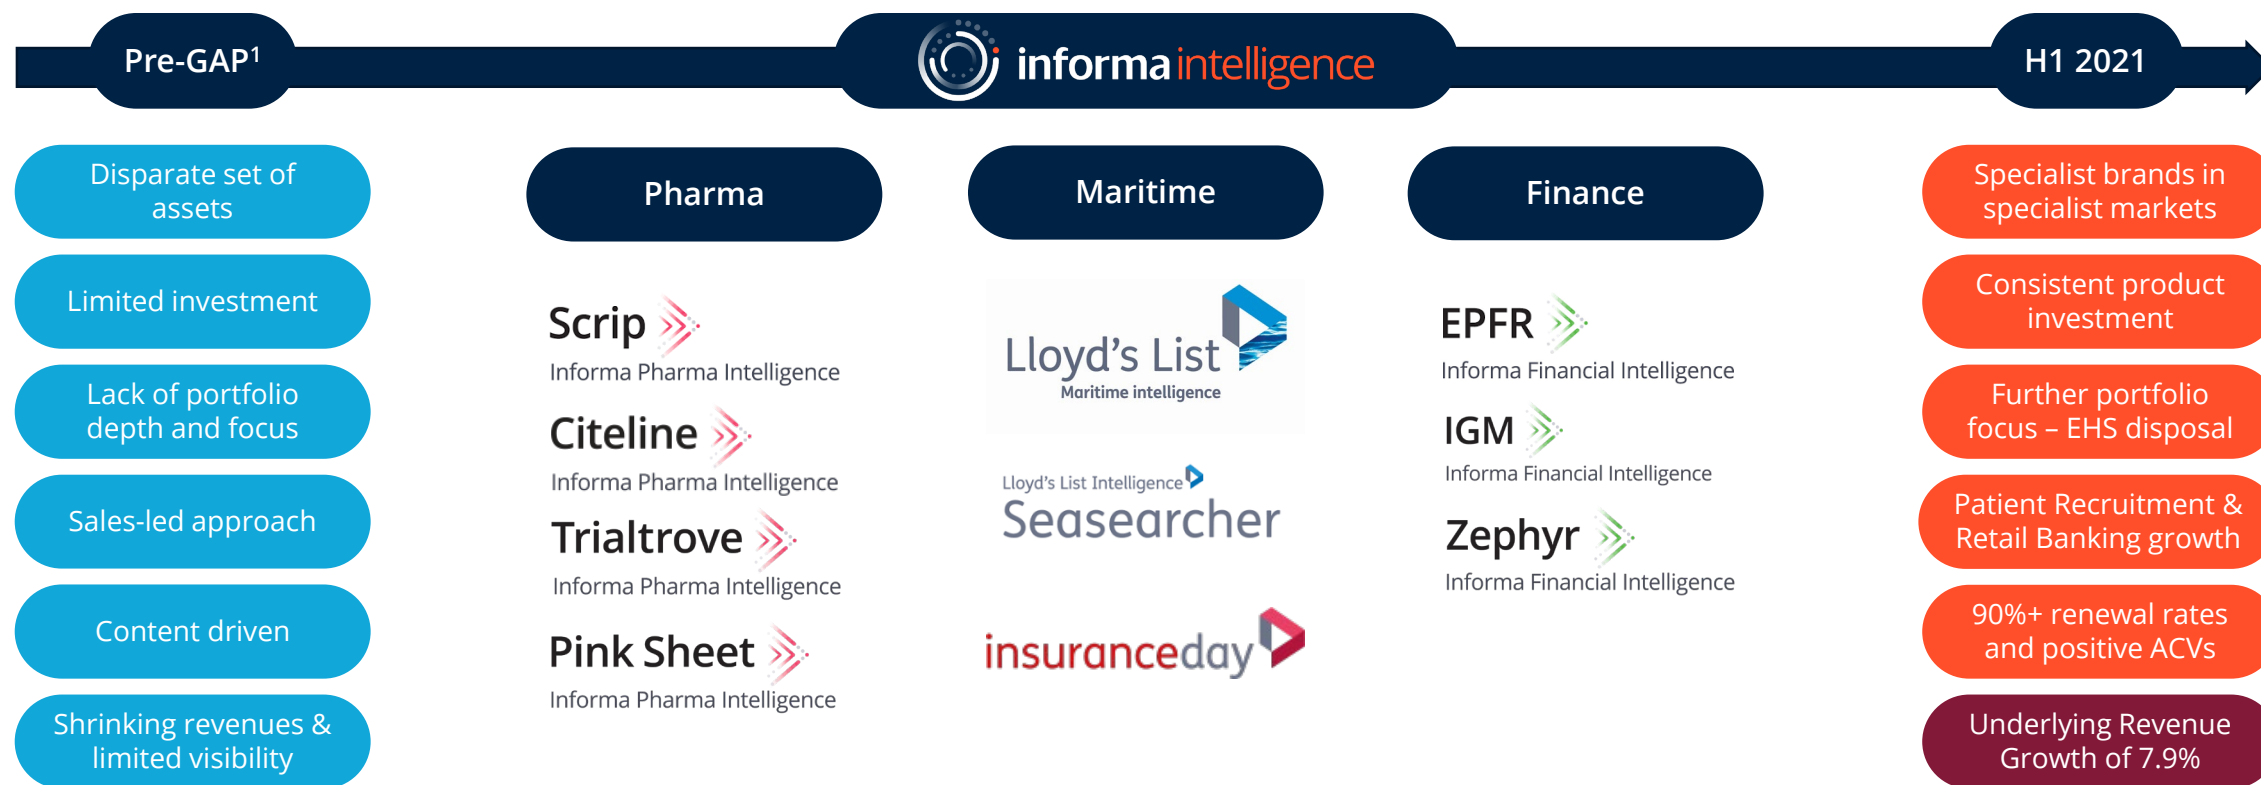 Pre-GAP¹
informa intelligence
H1 2021
Disparate set of
assets
Limited investment
Lack of portfolio
depth and focus
Sales-led approach
Content driven
Shrinking revenues &
limited visibility
Pharma
Scrip
Informa Pharma Intelligence
Citeline
Informa Pharma Intelligence
Trialtrove
Informa Pharma Intelligence
Pink Sheet
Informa Pharma Intelligence
Maritime
Lloyd's List
Maritime intelligence
Lloyd's List Intelligence
Seasearcher
insuranceday
Finance
EPFR
Informa Financial Intelligence
IGM
Informa Financial Intelligence
Zephyr
Informa Financial Intelligence
Specialist brands in
specialist markets
Consistent product
investment
Further portfolio
focus – EHS disposal
Patient Recruitment &
Retail Banking growth
90%+ renewal rates
and positive ACVs
Underlying Revenue
Growth of 7.9%